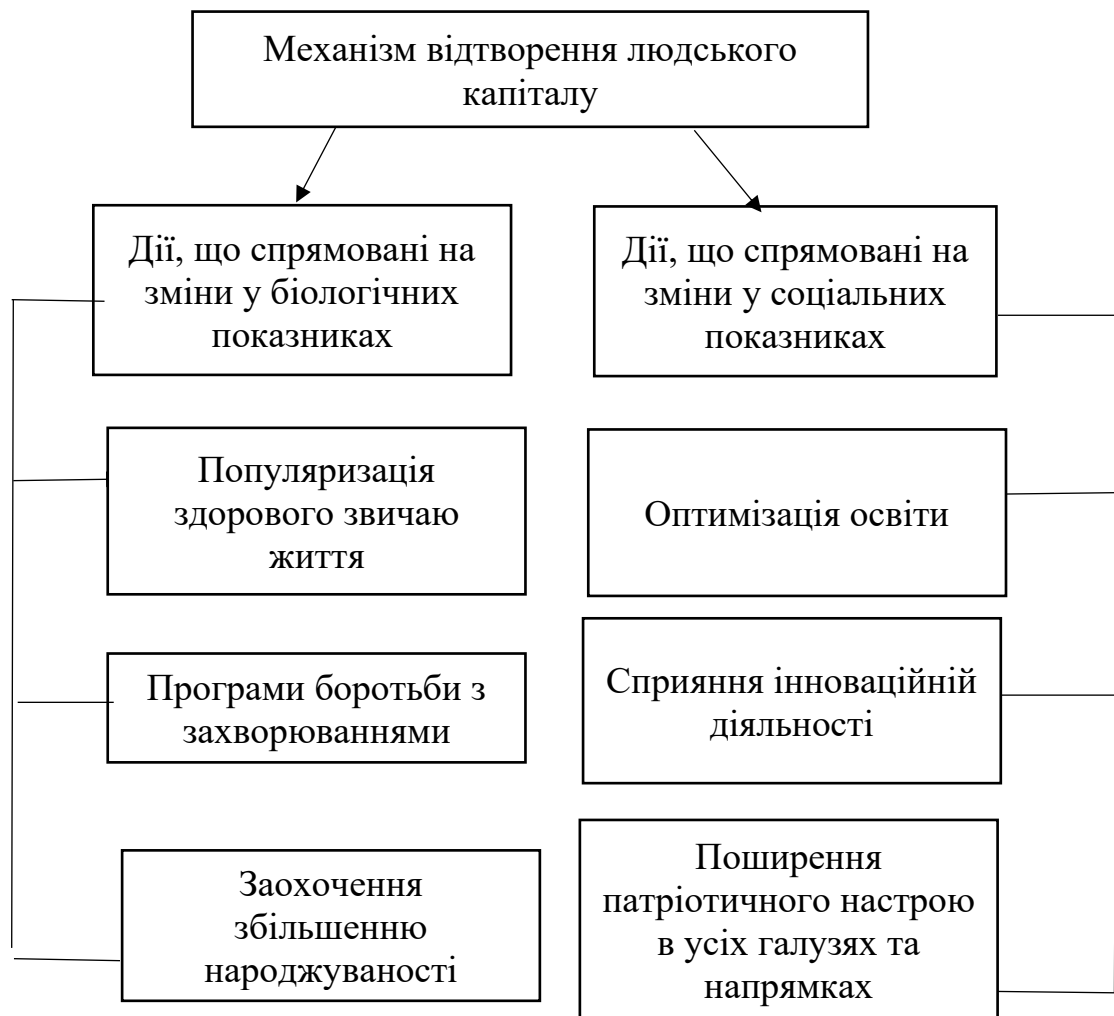 Механізм відтворення людського
капіталу
Дії, що спрямовані на
зміни у біологічних
показниках
Дії, що спрямовані на
зміни у соціальних
показниках
Популяризація
здорового звичаю
життя
Оптимізація освіти
Програми боротьби з
захворюваннями
Сприяння інноваційній
діяльності
Заохочення
збільшенню
народжуваності
Поширення
патріотичного настрою
в усіх галузях та
напрямках